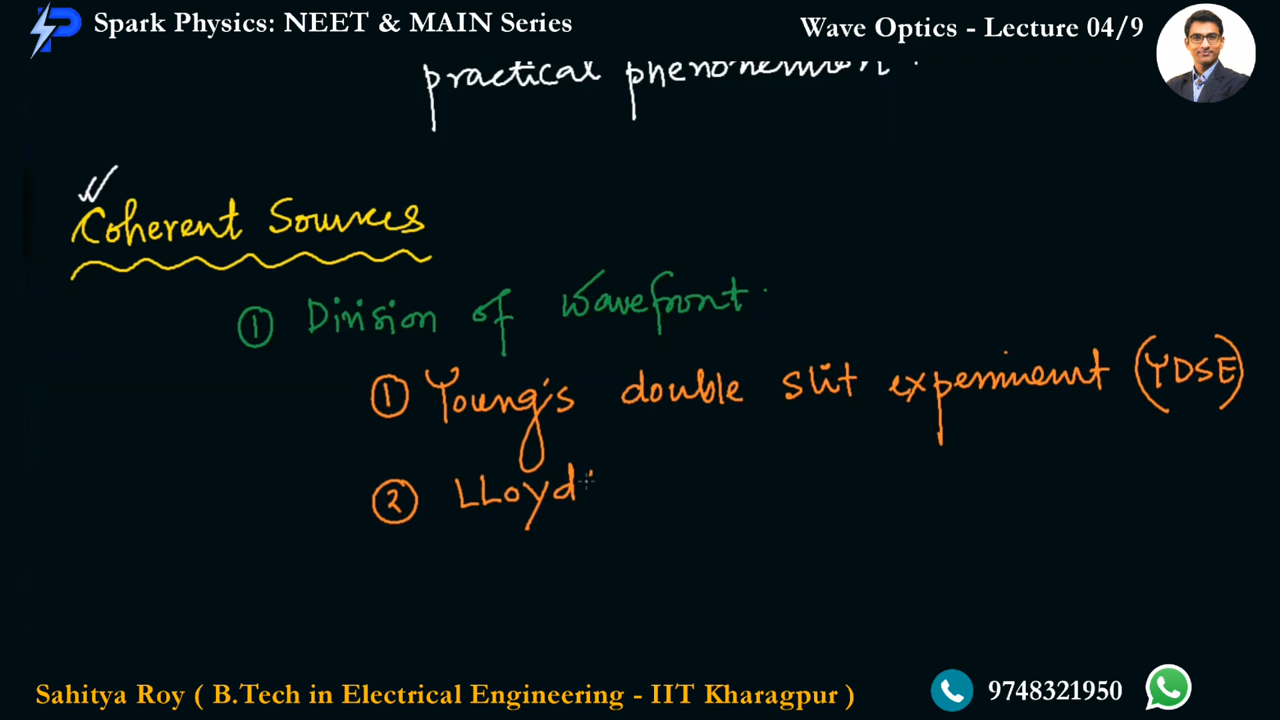 Spark Physics: NEET & MAIN Series
Wave Optics - Lecture 04/9
practical phenomenon.
Coherent Sources
① Division of wavefront.
① Young's double slit experiment (YDSE)
② LLoyd'
Sahitya Roy ( B.Tech in Electrical Engineering - IIT Kharagpur )
9748321950